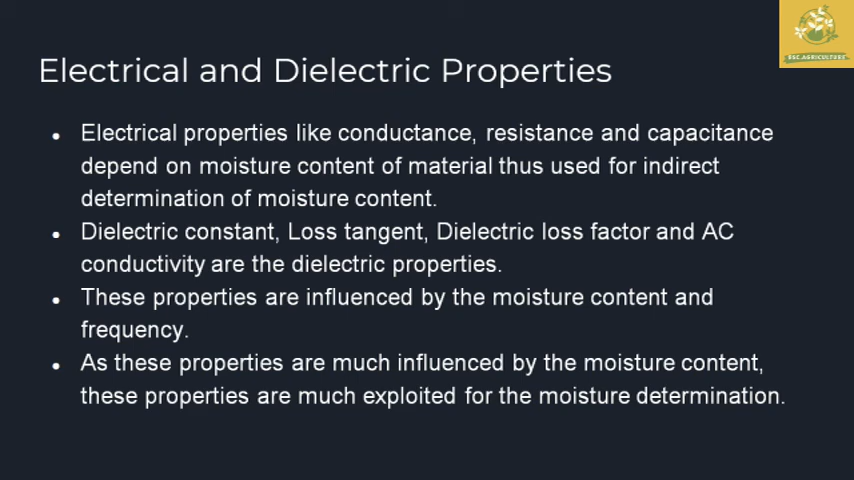 SSC AGRICULTURE
Electrical and Dielectric Properties
• Electrical properties like conductance, resistance and capacitance
depend on moisture content of material thus used for indirect
determination of moisture content.
• Dielectric constant, Loss tangent, Dielectric loss factor and AC
conductivity are the dielectric properties.
• These properties are influenced by the moisture content and
frequency.
• As these properties are much influenced by the moisture content,
these properties are much exploited for the moisture determination.